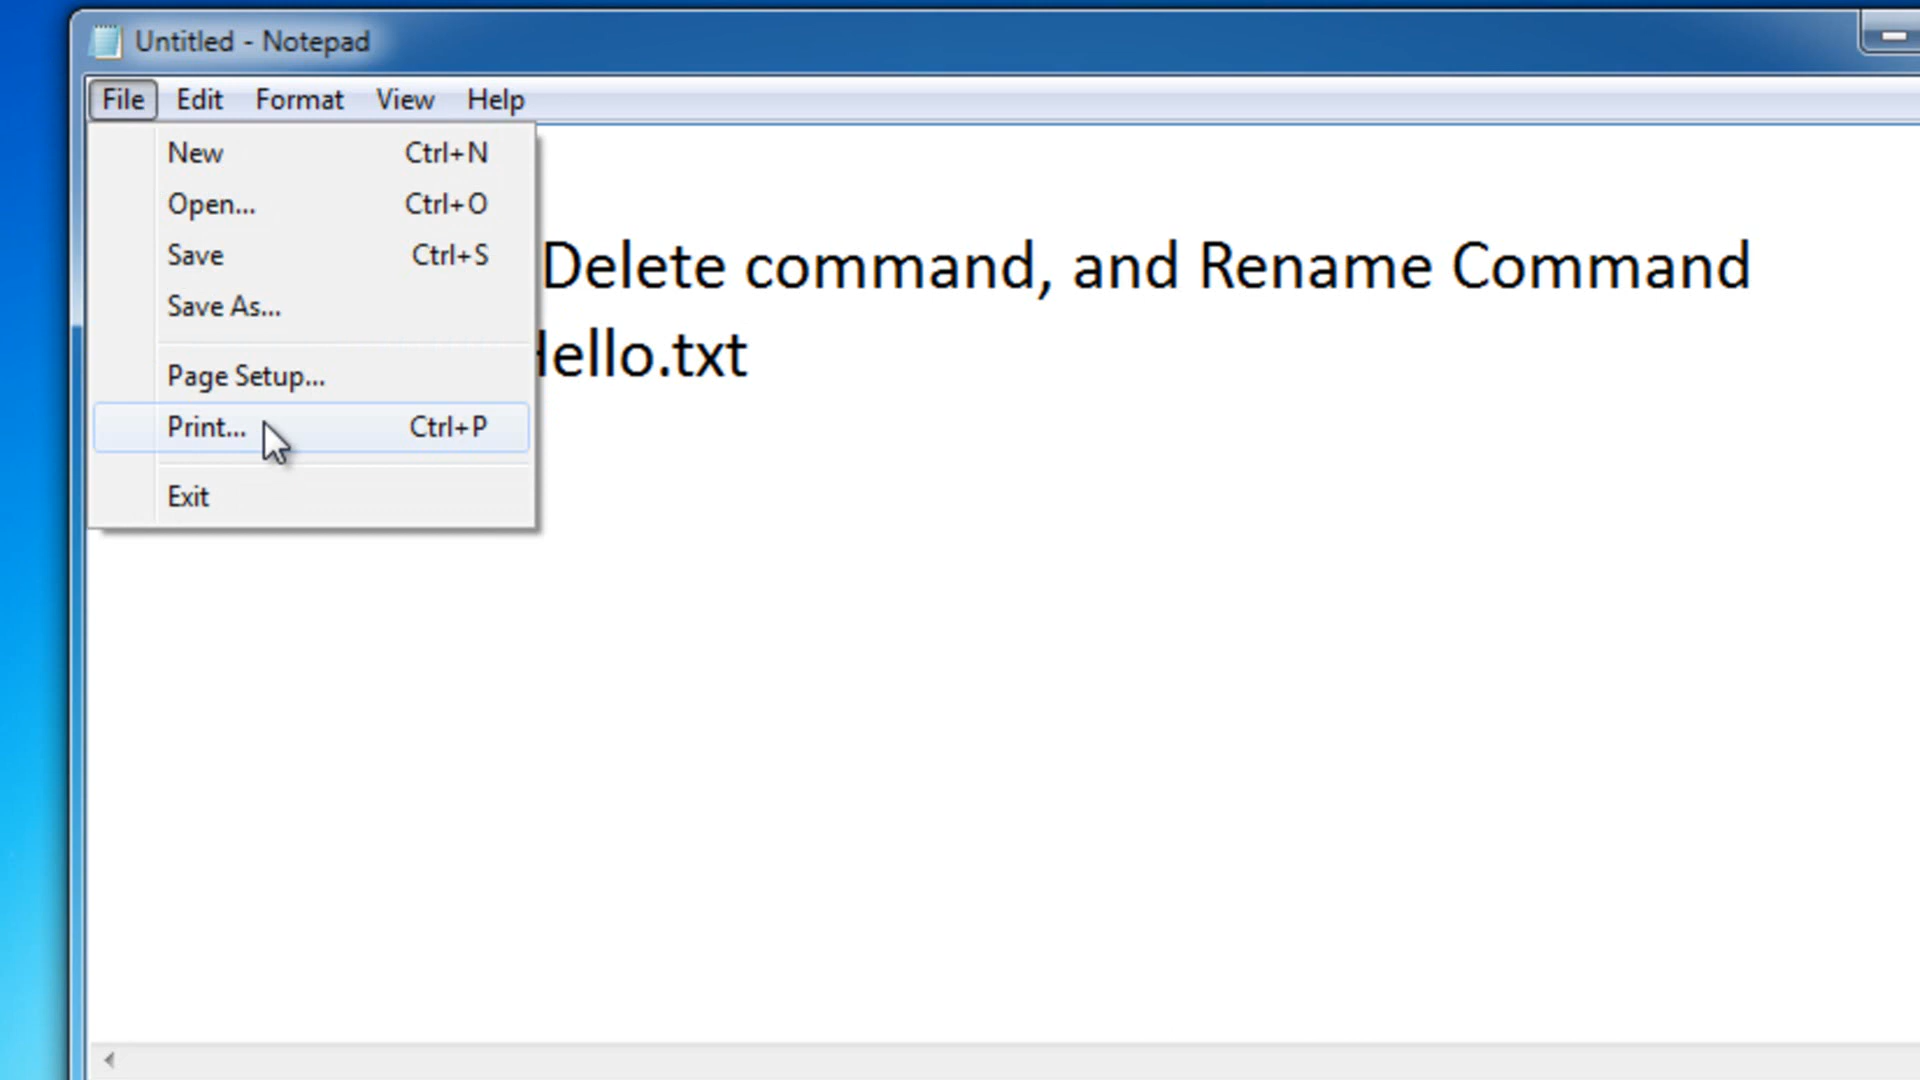 Untitled - Notepad
File Edit Format View Help
New Ctrl+N
Open... Ctrl+O
Save Ctrl+S
Save As...
Page Setup...
Print... Ctrl+P
Exit
Delete command, and Rename Command
Hello.txt